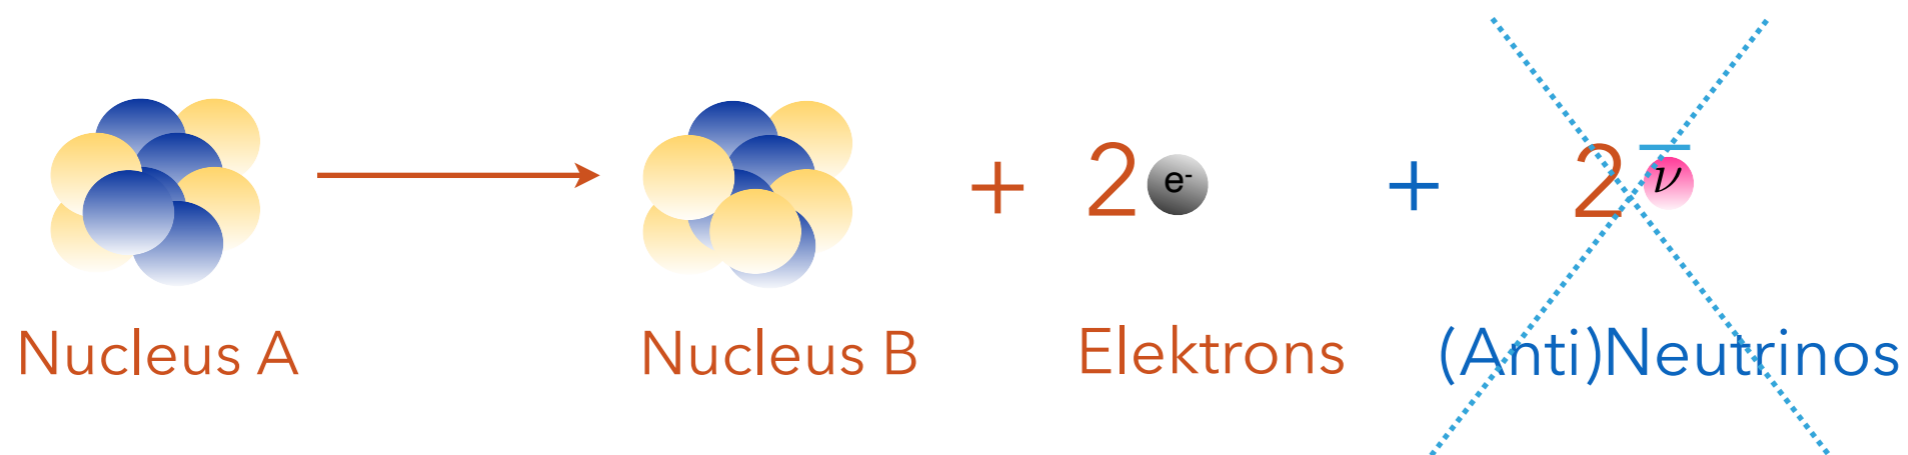 + 2 e- + 2 ν̅
Nucleus A Nucleus B Elektrons (Anti)Neutrinos